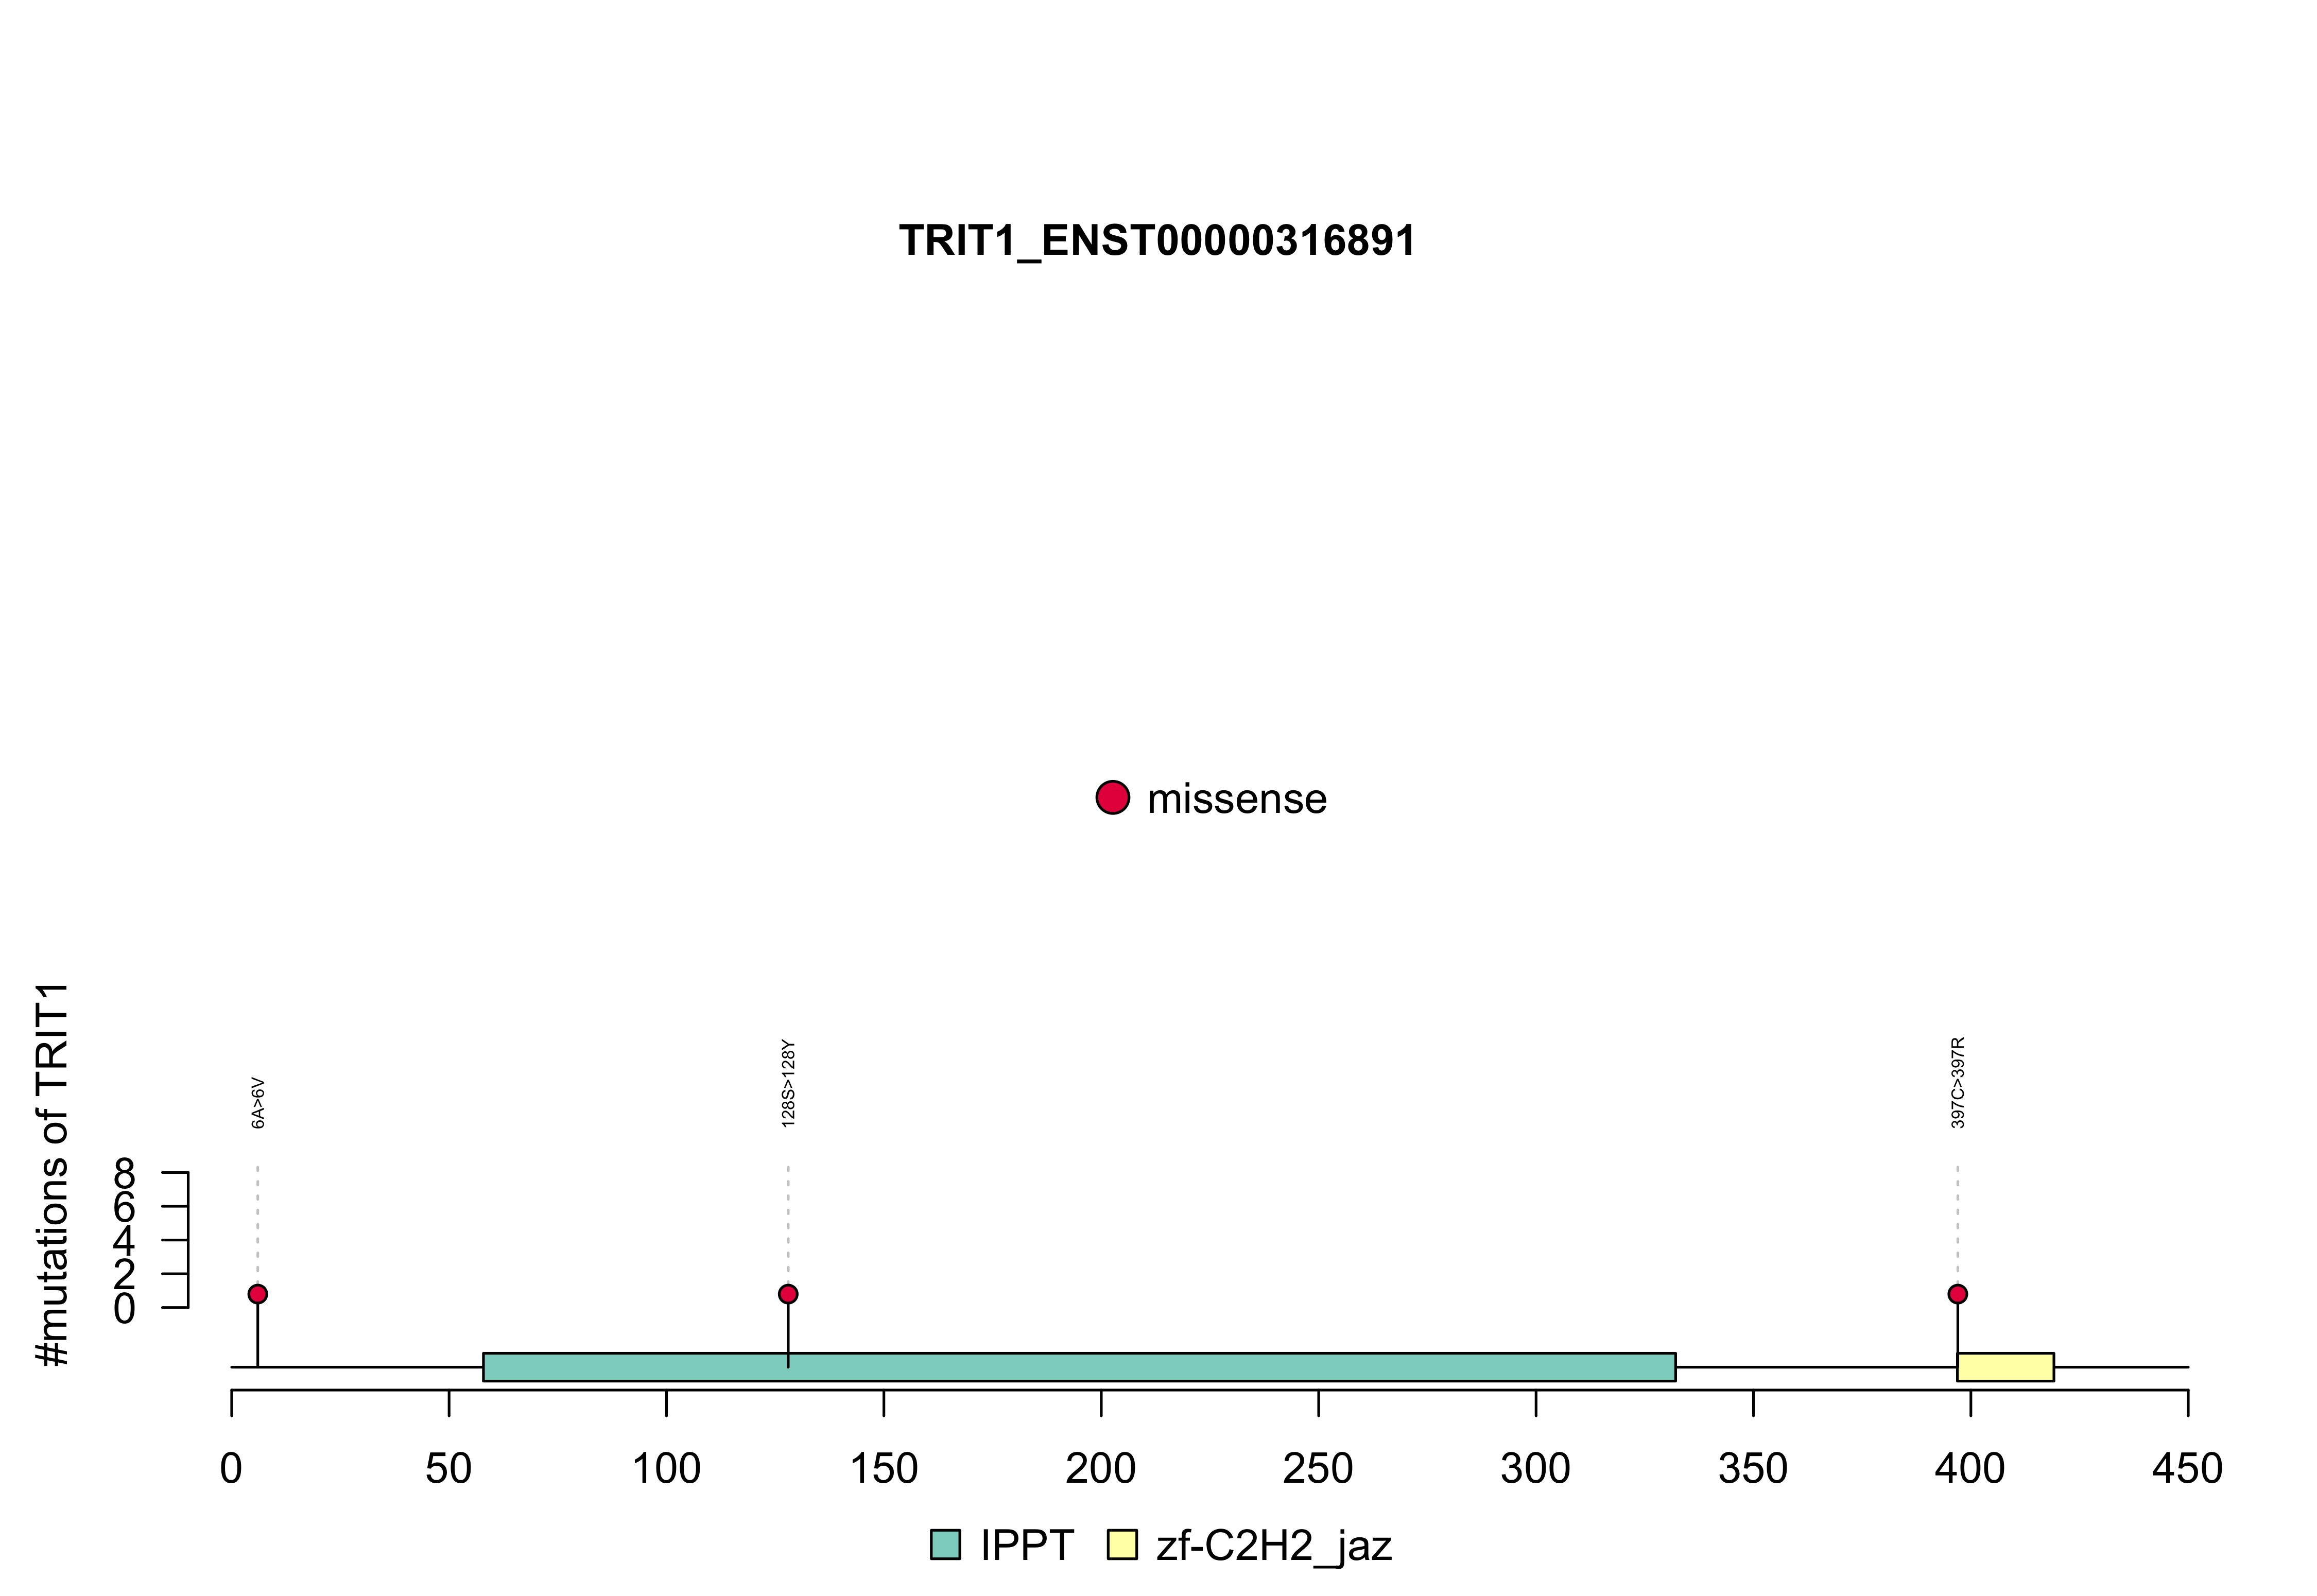 TRIT1_ENST00000316891
missense
#mutations of TRIT1
6A>6V
128S>128Y
397C>397R
8
6
4
2
0
0 50 100 150 200 250 300 350 400 450
IPPT zf-C2H2_jaz